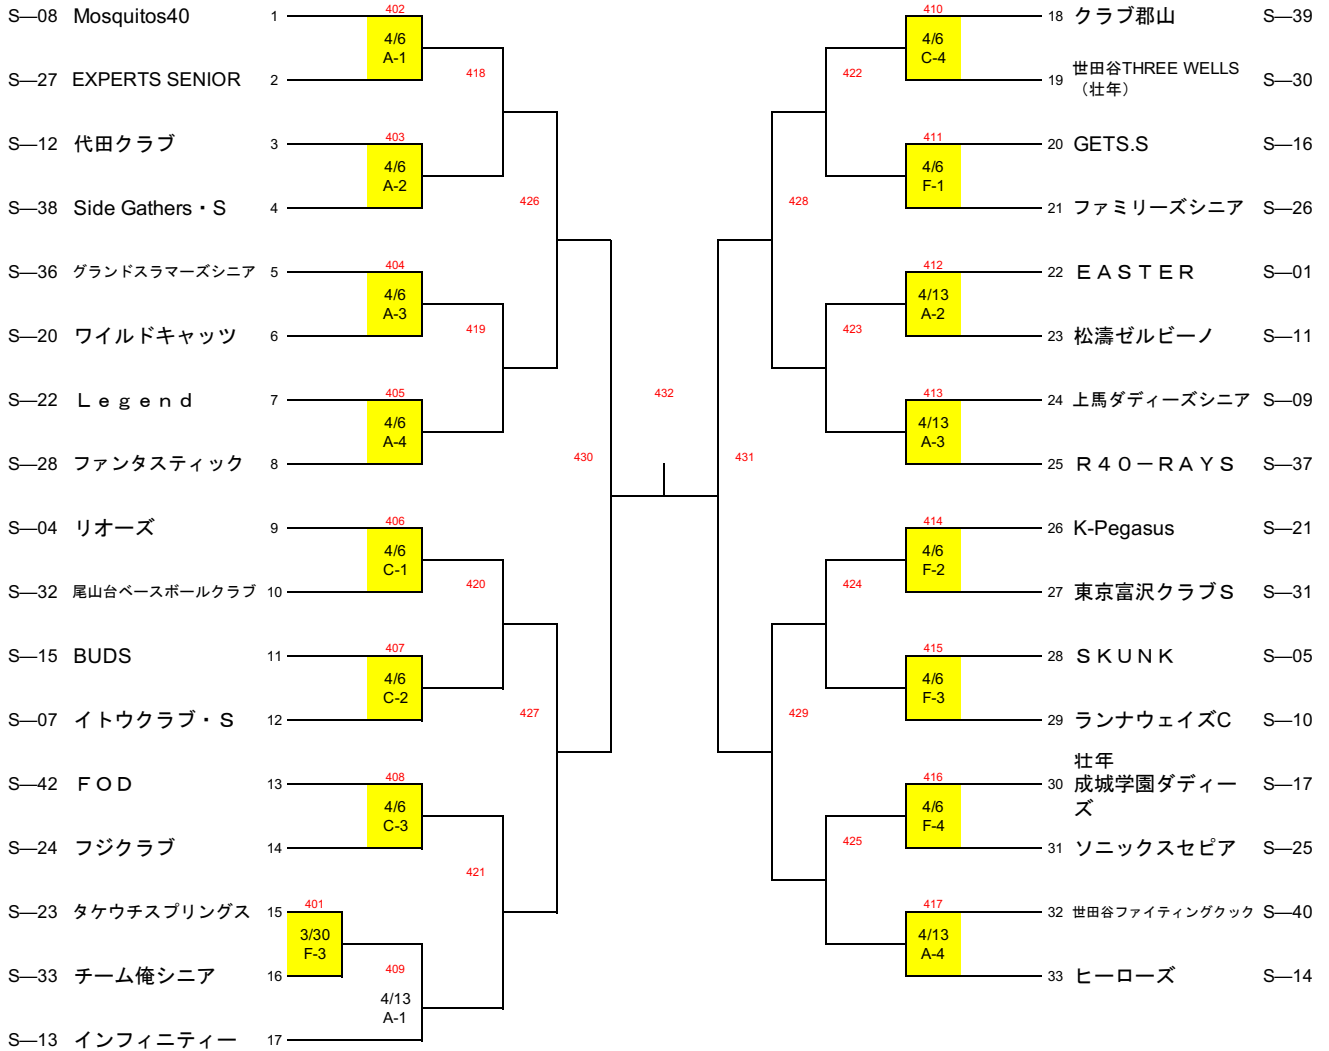 S—08 Mosquitos40 1
402
4/6
A-1
S—27 EXPERTS SENIOR 2
418
S—12 代田クラブ 3
403
4/6
A-2
S—38 Side Gathers・S 4
426
S—36 グランドスラマーズシニア 5
404
4/6
A-3
S—20 ワイルドキャッツ 6
419
S—22 Ｌｅｇｅｎｄ 7
405
4/6
A-4
S—28 ファンタスティック 8
430
S—04 リオーズ 9
406
4/6
C-1
S—32 尾山台ベースボールクラブ 10
420
S—15 BUDS 11
407
4/6
C-2
S—07 イトウクラブ・Ｓ 12
427
S—42 ＦＯＤ 13
408
4/6
C-3
S—24 フジクラブ 14
421
S—23 タケウチスプリングス 15
401
3/30
F-3
S—33 チーム俺シニア 16
409
4/13
A-1
S—13 インフィニティー 17
432
410
4/6
C-4
18 クラブ郡山 S—39
422
19 世田谷THREE WELLS
（壮年） S—30
411
4/6
F-1
20 GETS.S S—16
428
21 ファミリーズシニア S—26
412
4/13
A-2
22 ＥＡＳＴＥＲ S—01
423
23 松濤ゼルビーノ S—11
413
4/13
A-3
24 上馬ダディーズシニア S—09
431
25 Ｒ４０－ＲＡＹＳ S—37
414
4/6
F-2
26 K-Pegasus S—21
424
27 東京富沢クラブＳ S—31
415
4/6
F-3
28 ＳＫＵＮＫ S—05
429
29 ランナウェイズC S—10
416
4/6
F-4
壮年
30 成城学園ダディー S—17
ズ
425
31 ソニックスセピア S—25
417
4/13
A-4
32 世田谷ファイティングクック S—40
33 ヒーローズ S—14